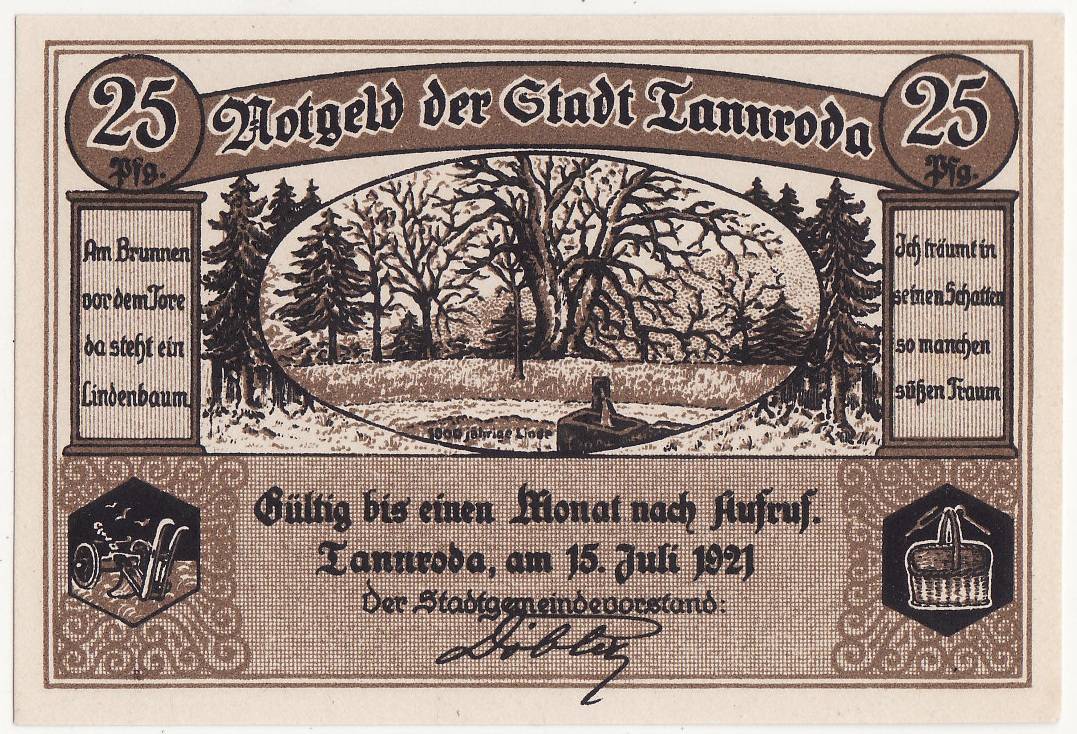 25
Pfg.
Notgeld der Stadt Tannroda
25
Pfg.
Am Brunnen
vor dem Tore
da steht ein
Lindenbaum
Ich träumt in
seinen Schatten
so manchen
süßen Traum
jährige Linde
Gültig bis einen Monat nach Aufruf.
Tannroda, am 15. Juli 1921
Der Stadtgemeindevorstand: